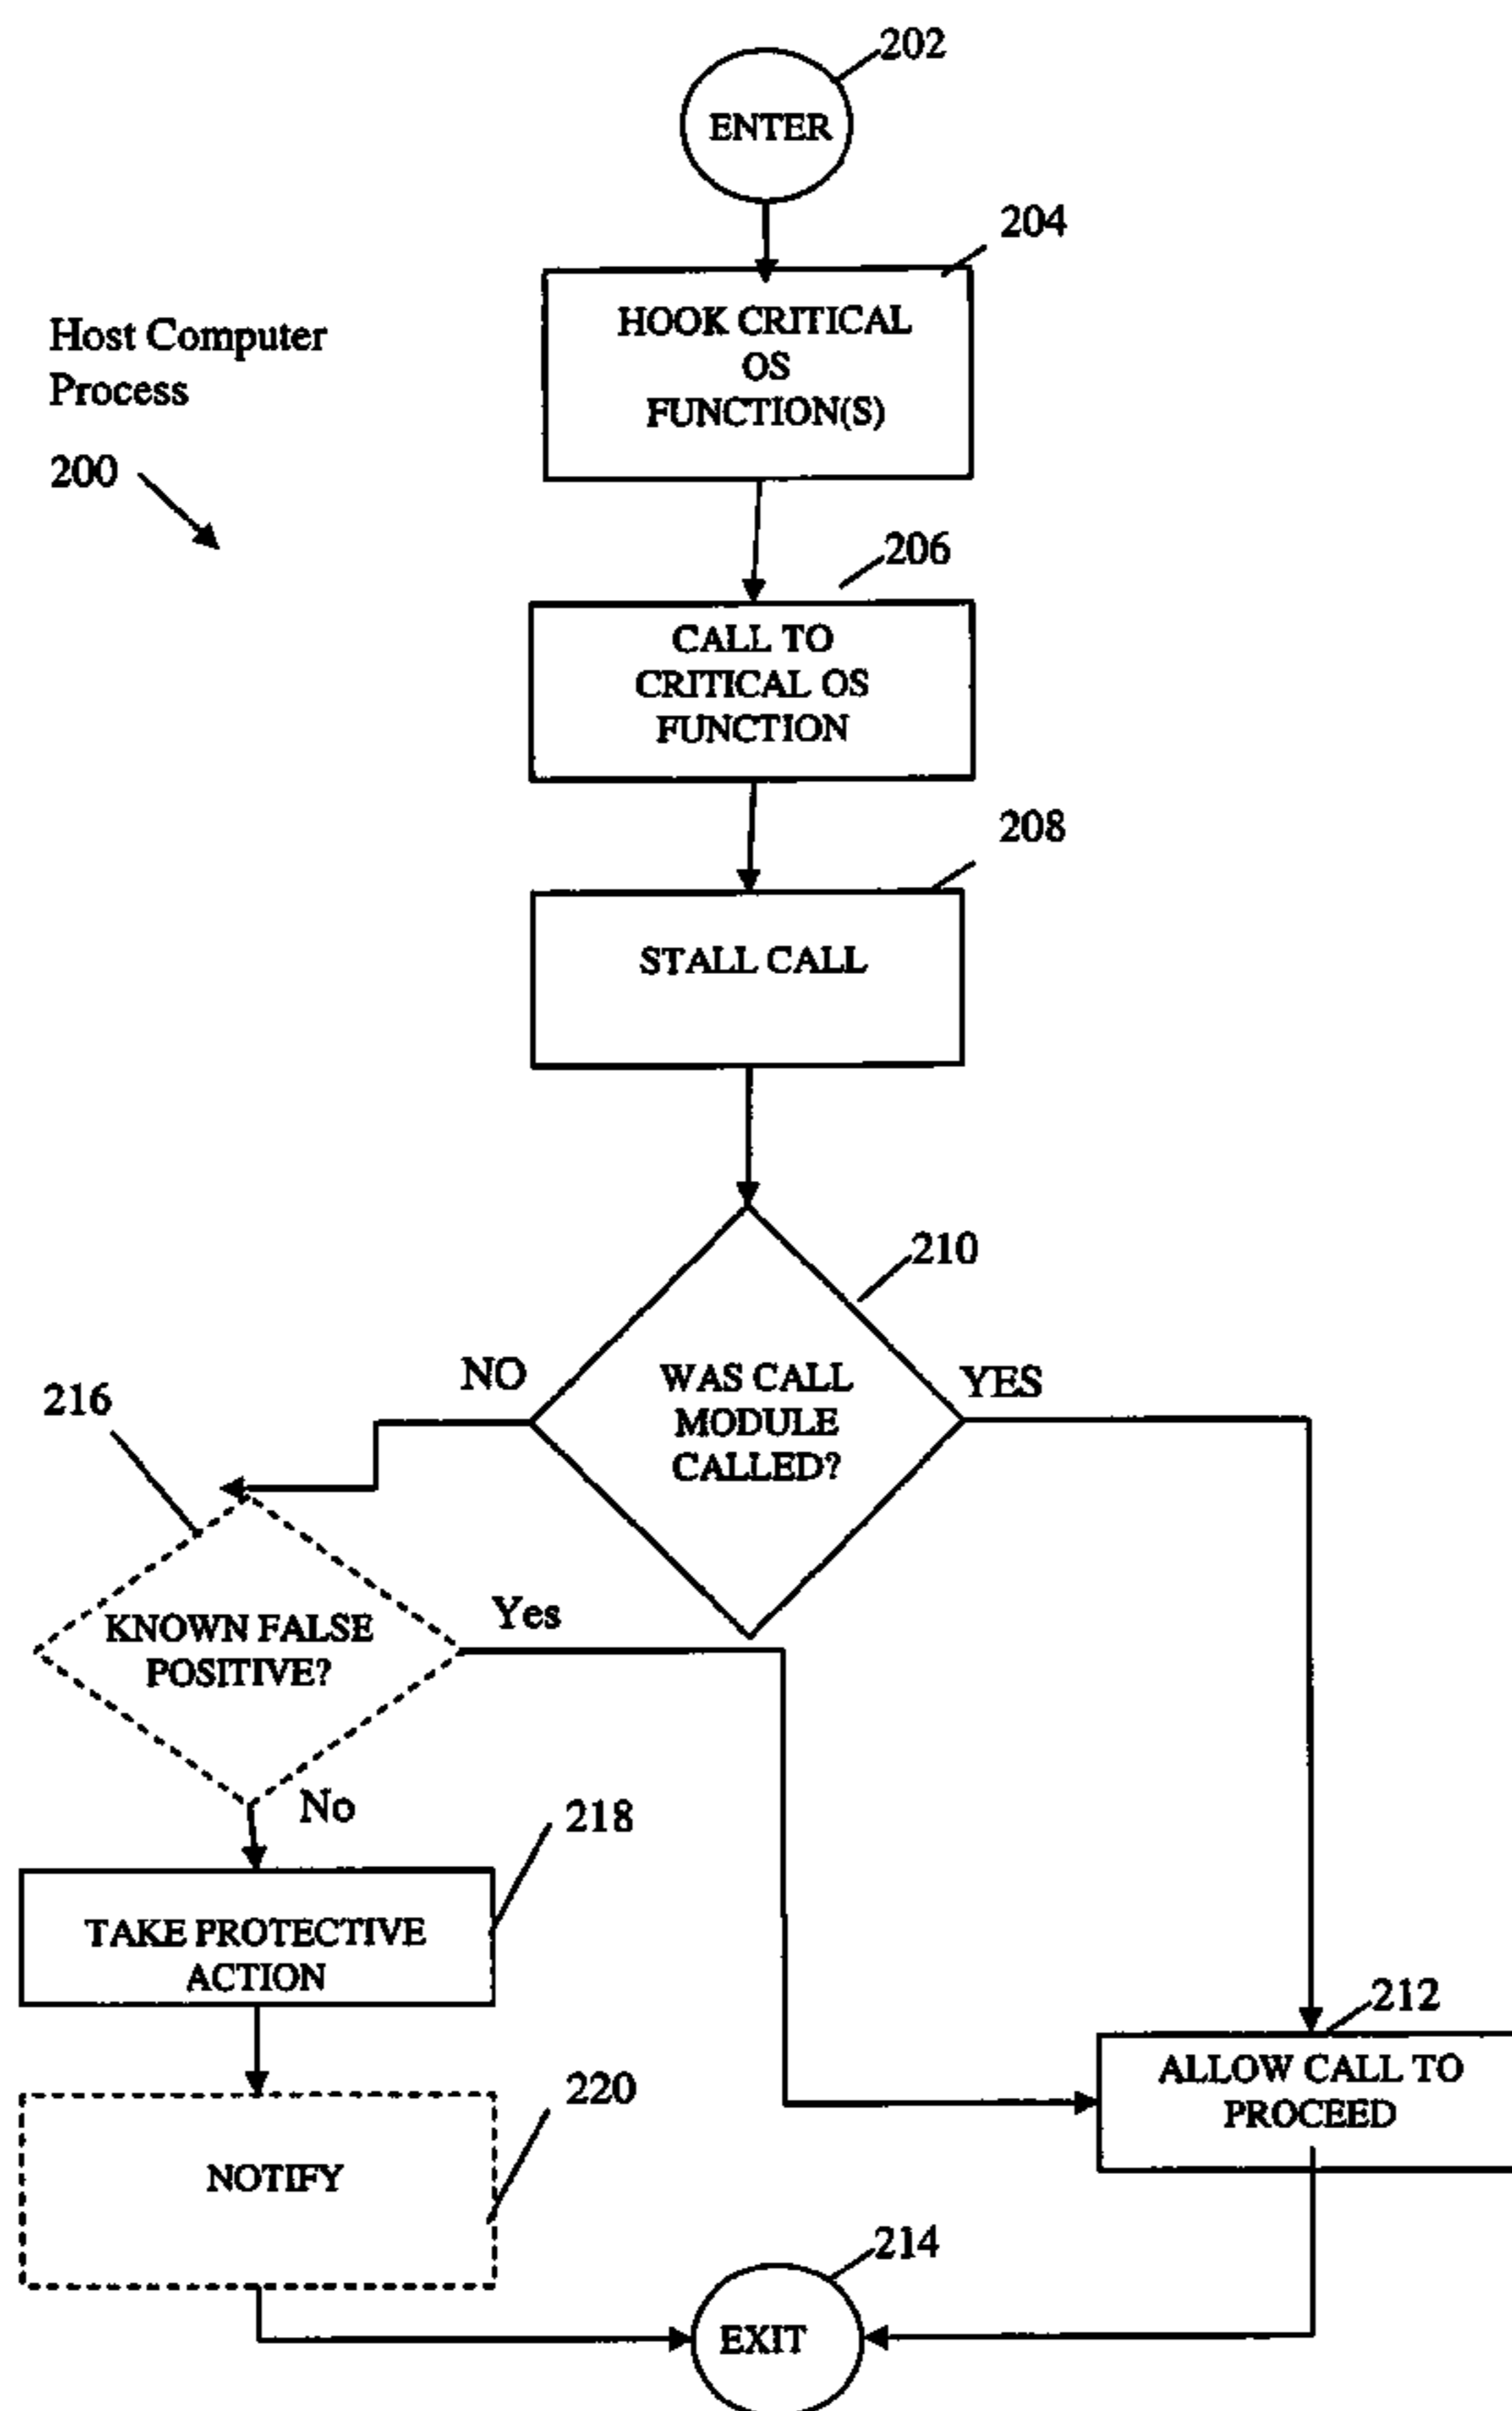 202
ENTER
204
HOOK CRITICAL
OS
FUNCTION(S)
Host Computer
Process
200
206
CALL TO
CRITICAL OS
FUNCTION
208
STALL CALL
210
WAS CALL
MODULE
CALLED?
NO
YES
216
KNOWN FALSE
POSITIVE?
Yes
No
218
TAKE PROTECTIVE
ACTION
212
ALLOW CALL TO
PROCEED
220
NOTIFY
214
EXIT